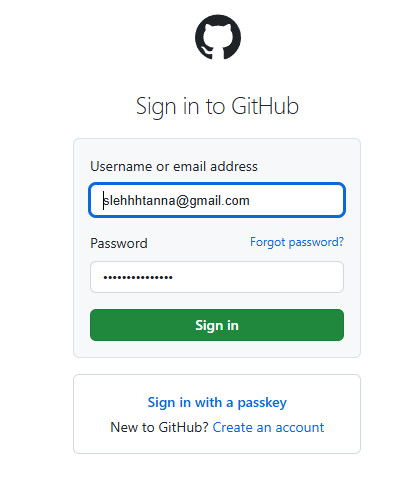 Sign in to GitHub
Username or email address
slehhhtanna@gmail.com
Password Forgot password?
•••••••••••••••
Sign in
Sign in with a passkey
New to GitHub? Create an account